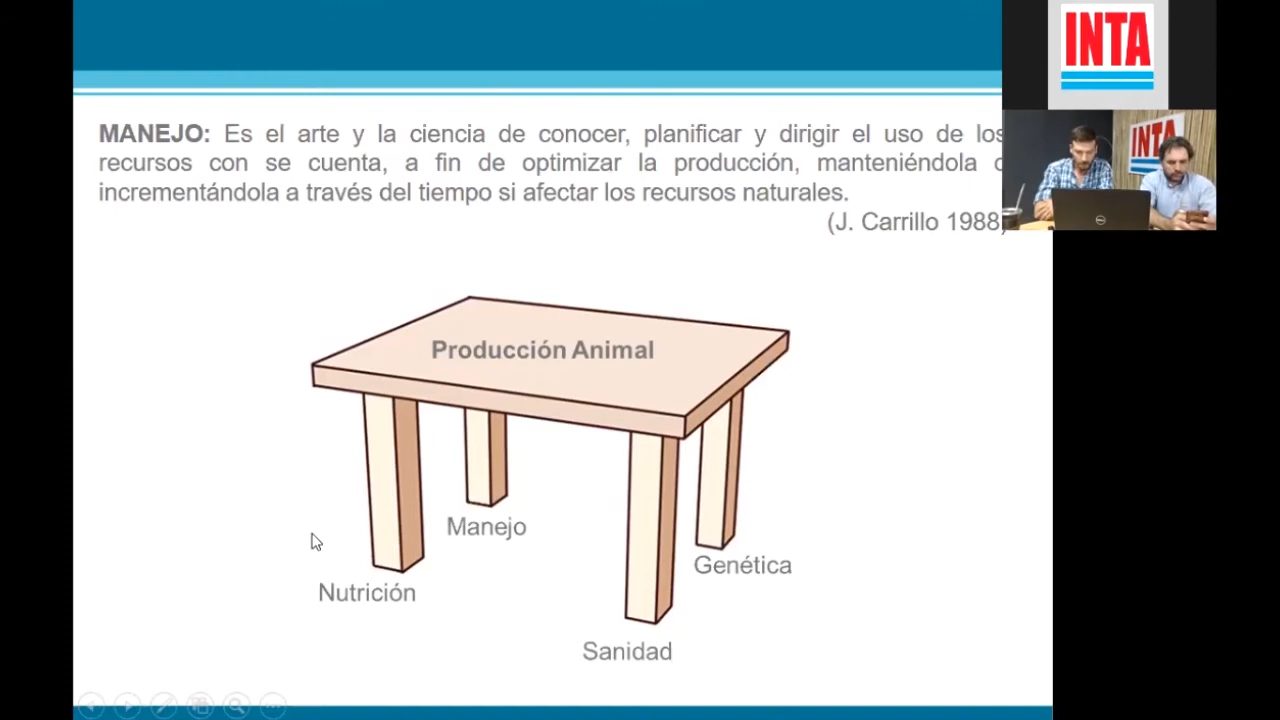 MANEJO: Es el arte y la ciencia de conocer, planificar y dirigir el uso de los
recursos con se cuenta, a fin de optimizar la producción, manteniéndola
incrementándola a través del tiempo si afectar los recursos naturales.
(J. Carrillo 1988)
Producción Animal
Manejo
Genética
Nutrición
Sanidad
INTA
INTA